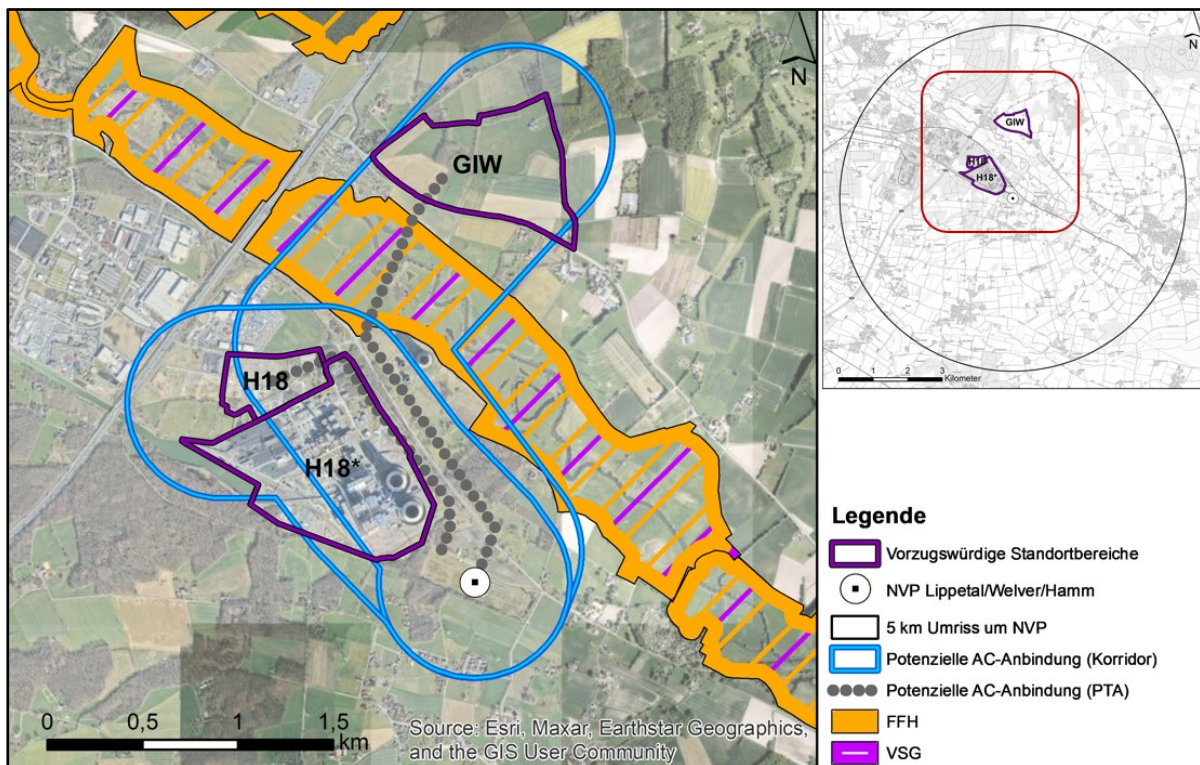 GIW
H18
H18*
N
0 0,5 1 1,5
km
Source: Esri, Maxar, Earthstar Geographics,
and the GIS User Community
N
GIW
H18
H18*
0 1 2 3
Kilometer
Legende
Vorzugswürdige Standortbereiche
NVP Lippetal/Welver/Hamm
5 km Umriss um NVP
Potenzielle AC-Anbindung (Korridor)
Potenzielle AC-Anbindung (PTA)
FFH
VSG